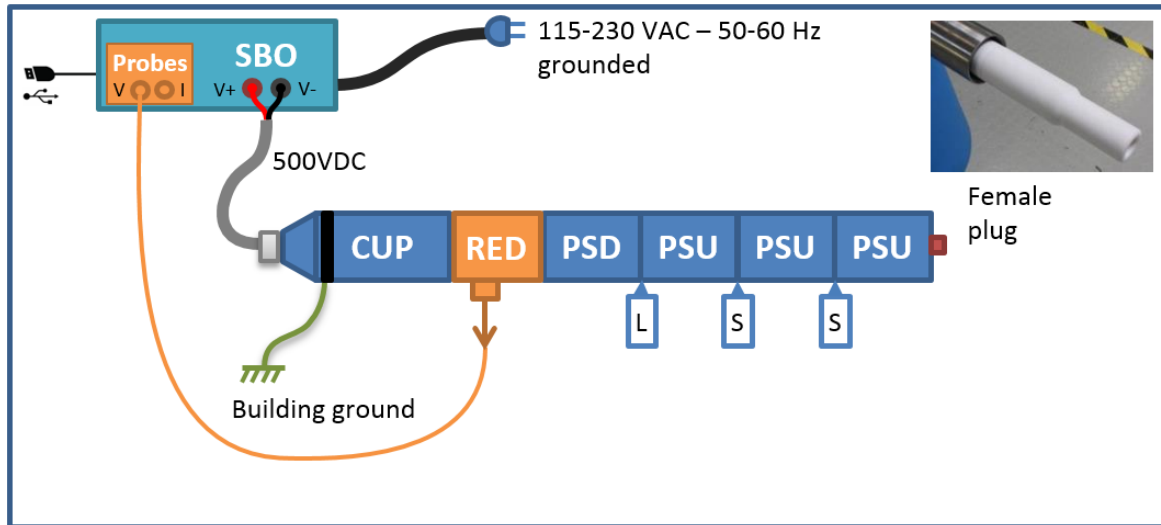 SBO
Probes
V I
V+ V-
115-230 VAC – 50-60 Hz
grounded
500VDC
Female
plug
CUP RED PSD PSU PSU PSU
L S S
Building ground